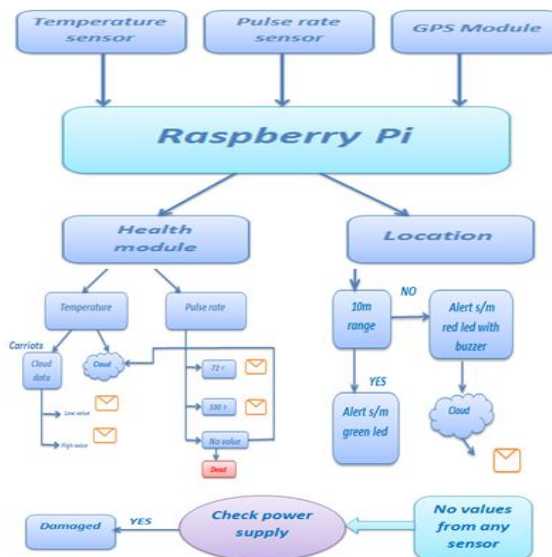 Temperature
sensor
Pulse rate
sensor
GPS Module
Raspberry Pi
Health
module
Location
Temperature
Pulse rate
10m
range
NO
Alert s/m
red led with
buzzer
Carriots
Cloud
data
Cloud
72 <
Low value
100 >
YES
Alert s/m
green led
Cloud
High value
No value
Dead
Damaged
YES
Check power
supply
No values
from any
sensor